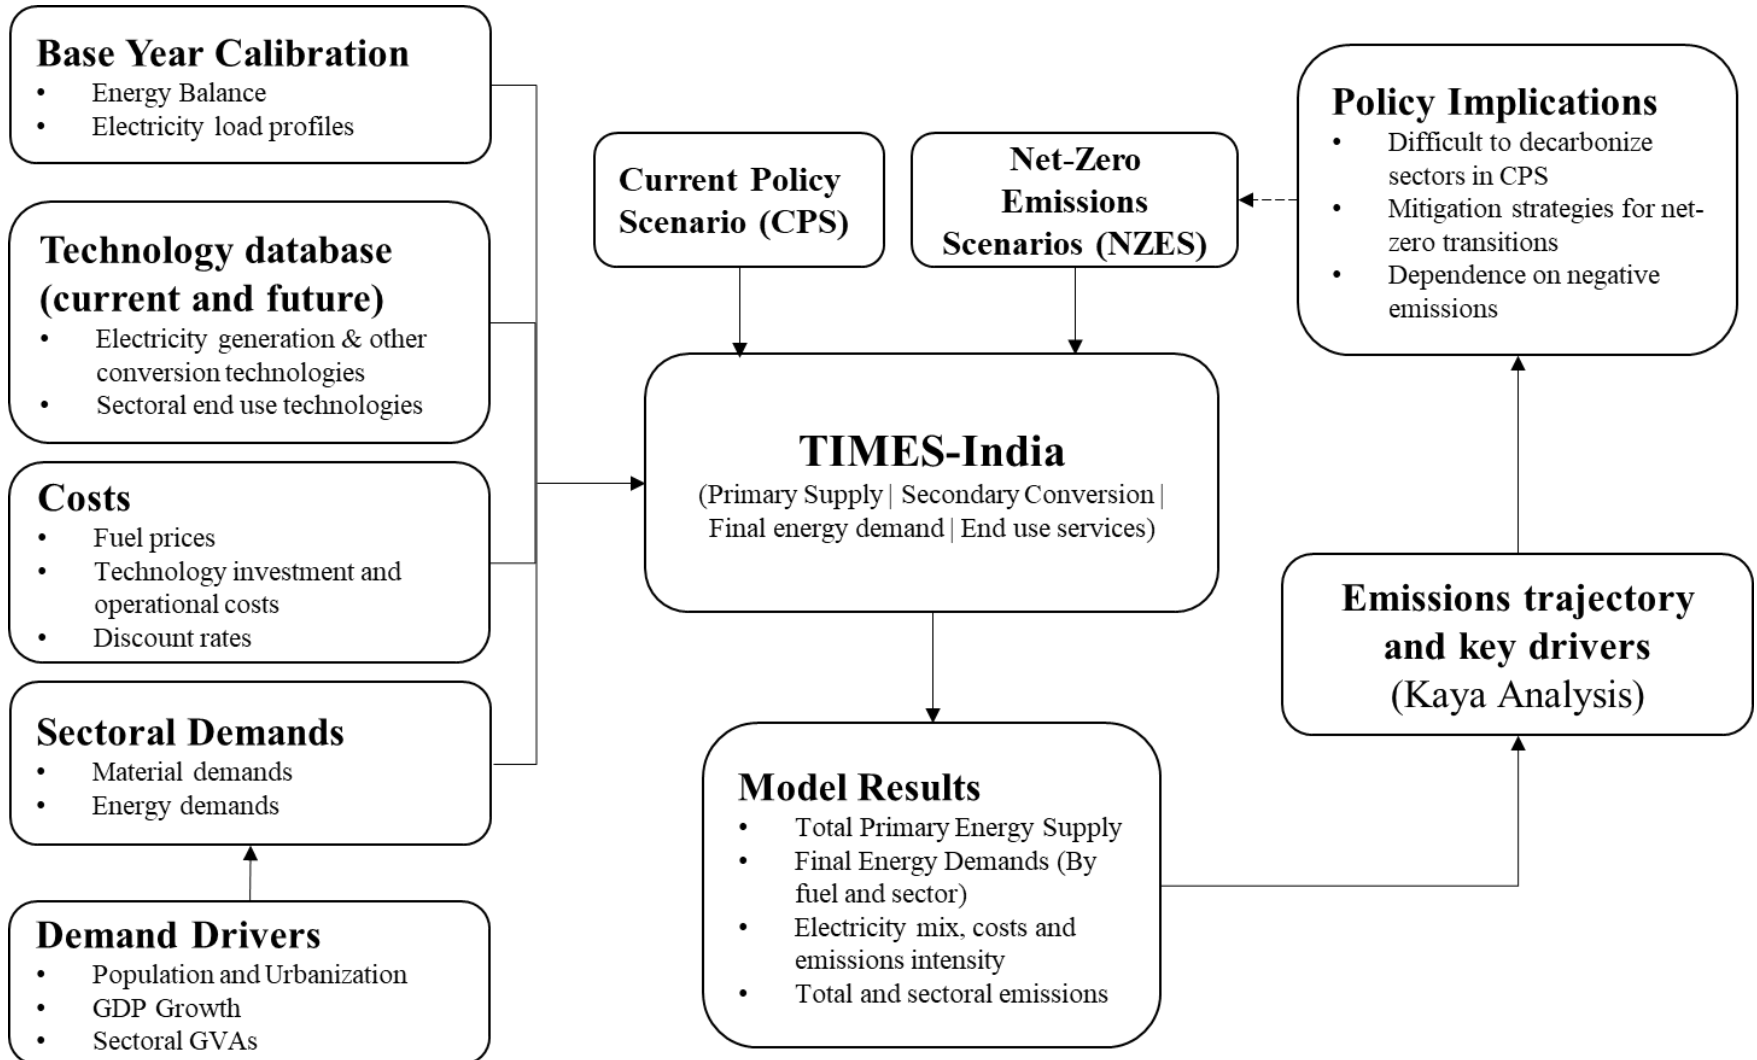 Base Year Calibration
• Energy Balance
• Electricity load profiles
Technology database
(current and future)
• Electricity generation & other
conversion technologies
• Sectoral end use technologies
Costs
• Fuel prices
• Technology investment and
operational costs
• Discount rates
Sectoral Demands
• Material demands
• Energy demands
Demand Drivers
• Population and Urbanization
• GDP Growth
• Sectoral GVAs
Current Policy
Scenario (CPS)
Net-Zero
Emissions
Scenarios (NZES)
TIMES-India
(Primary Supply | Secondary Conversion |
Final energy demand | End use services)
Model Results
• Total Primary Energy Supply
• Final Energy Demands (By
fuel and sector)
• Electricity mix, costs and
emissions intensity
• Total and sectoral emissions
Policy Implications
• Difficult to decarbonize
sectors in CPS
• Mitigation strategies for net-
zero transitions
• Dependence on negative
emissions
Emissions trajectory
and key drivers
(Kaya Analysis)